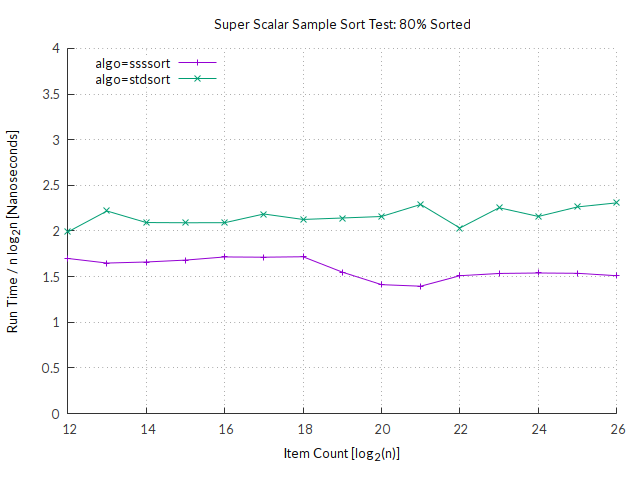 Super Scalar Sample Sort Test: 80% Sorted
algo=ssssort
algo=stdsort
4
3.5
3
2.5
2
1.5
1
0.5
0
Run Time / n log2n [Nanoseconds]
12 14 16 18 20 22 24 26
Item Count [log2(n)]